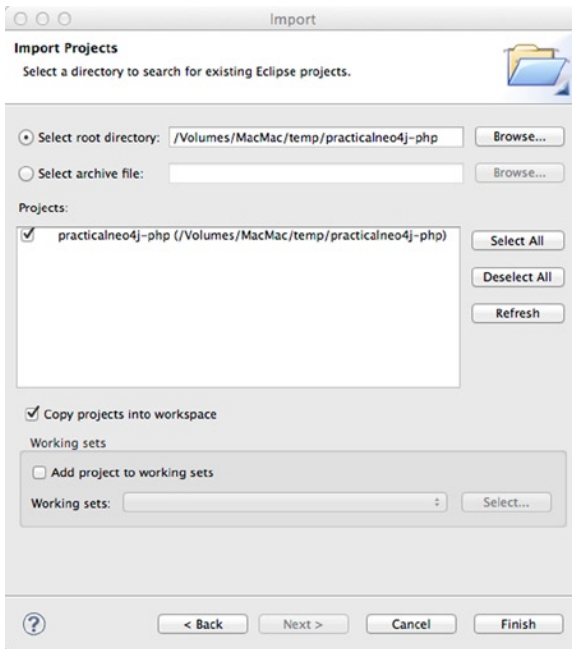 Import
Import Projects
Select a directory to search for existing Eclipse projects.
Select root directory: /Volumes/MacMac/temp/practicalneo4j-php Browse...
Select archive file: Browse...
Projects:
practicalneo4j-php (/Volumes/MacMac/temp/practicalneo4j-php)
Select All
Deselect All
Refresh
Copy projects into workspace
Working sets
Add project to working sets
Working sets: Select...
? < Back Next > Cancel Finish